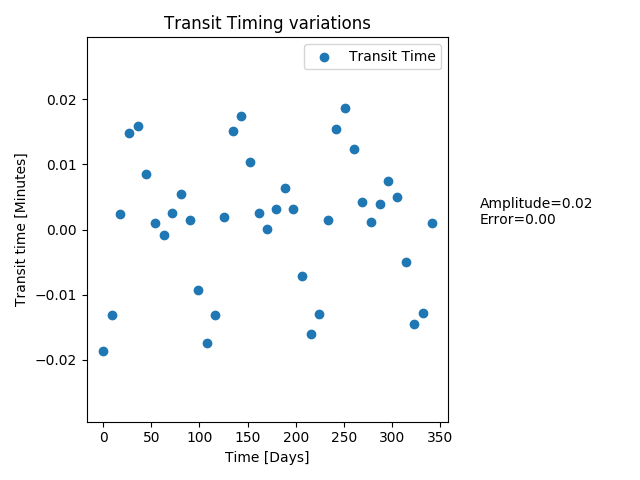 Transit Timing variations
Transit Time
0.02
0.01
0.00
−0.01
−0.02
Transit time [Minutes]
0
50
100
150
200
250
300
350
Time [Days]
Amplitude=0.02
Error=0.00